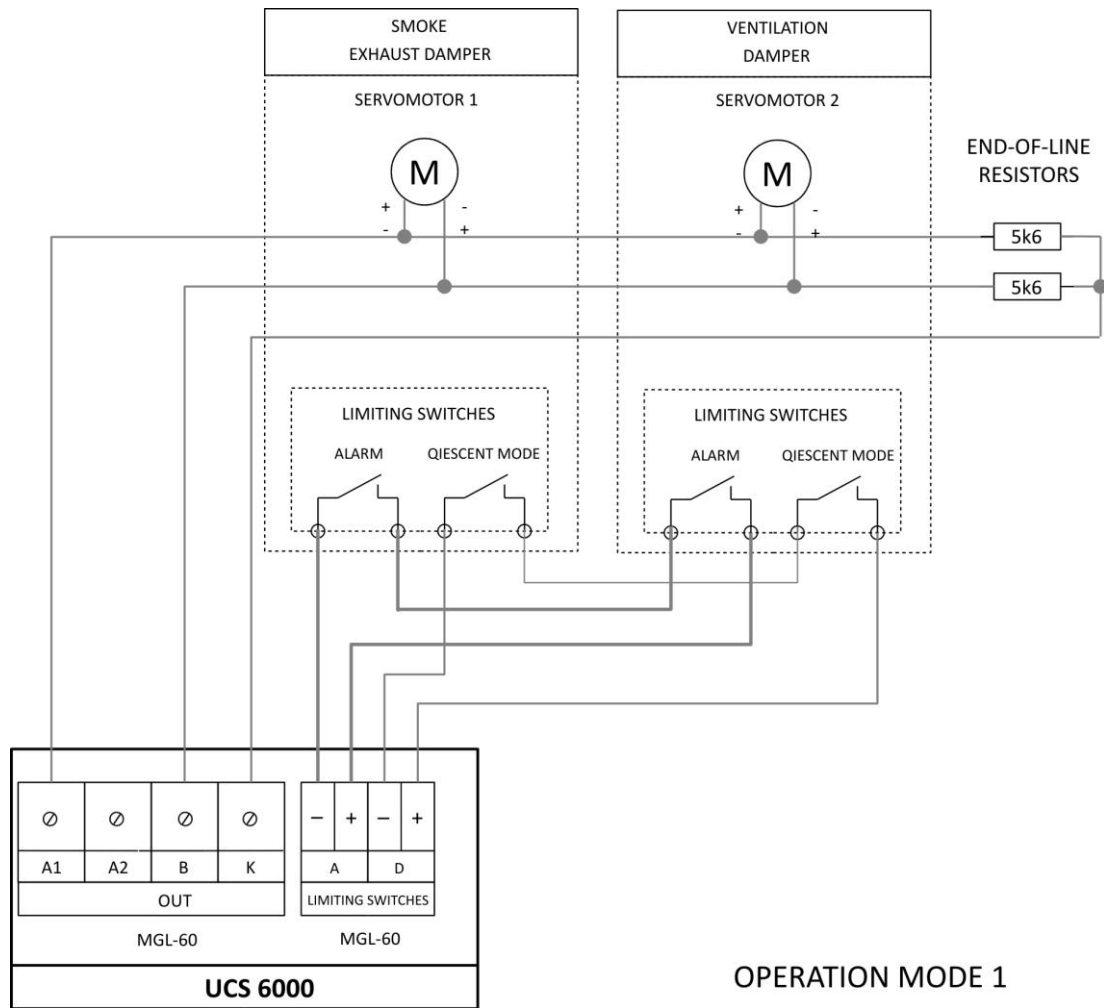 SMOKE
EXHAUST DAMPER
VENTILATION
DAMPER
SERVOMOTOR 1
SERVOMOTOR 2
END-OF-LINE
RESISTORS
M
M
+ -
- +
+ -
- +
5k6
5k6
LIMITING SWITCHES
LIMITING SWITCHES
ALARM QIESCENT MODE
ALARM QIESCENT MODE
− + − +
A1 A2 B K
A D
OUT
LIMITING SWITCHES
MGL-60
MGL-60
UCS 6000
OPERATION MODE 1